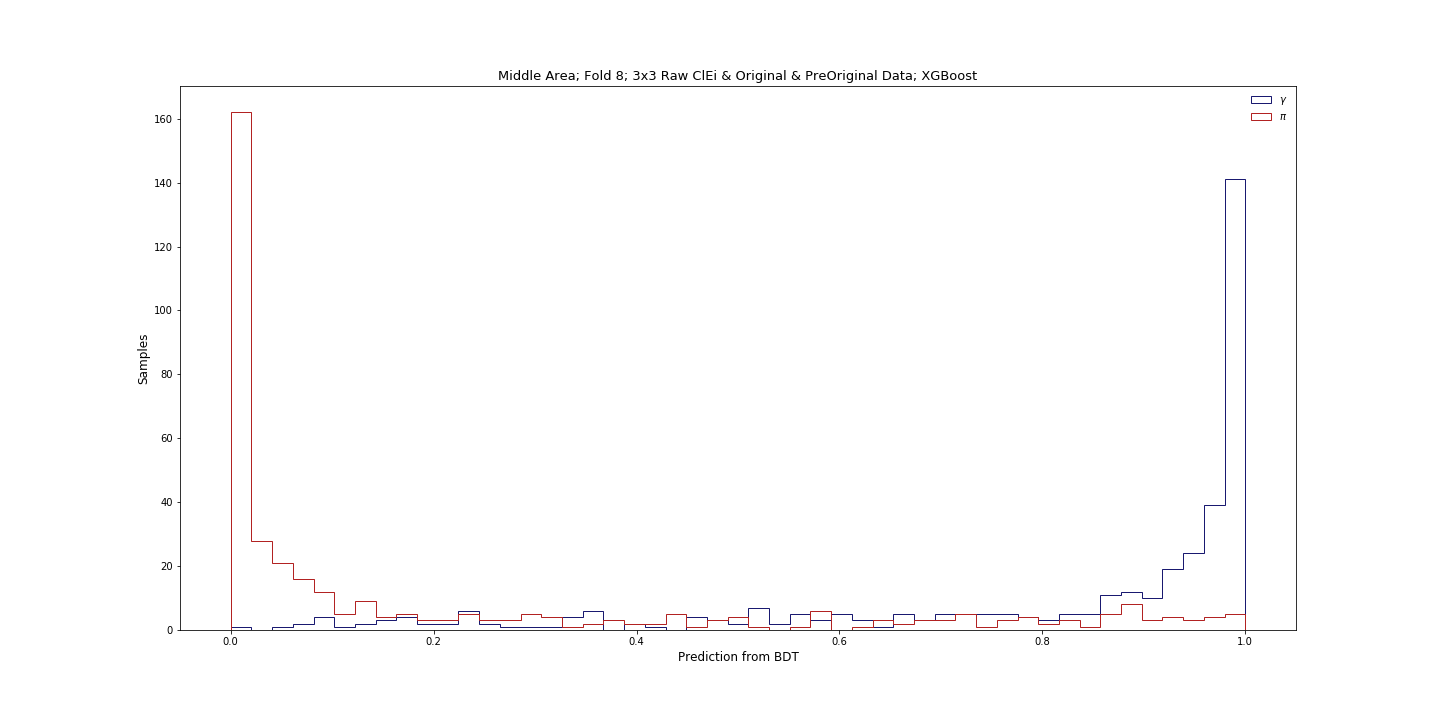 Middle Area; Fold 8; 3x3 Raw ClEi & Original & PreOriginal Data; XGBoost
γ
π
160
140
120
100
80
60
40
20
0
Samples
0.0 0.2 0.4 0.6 0.8 1.0
Prediction from BDT